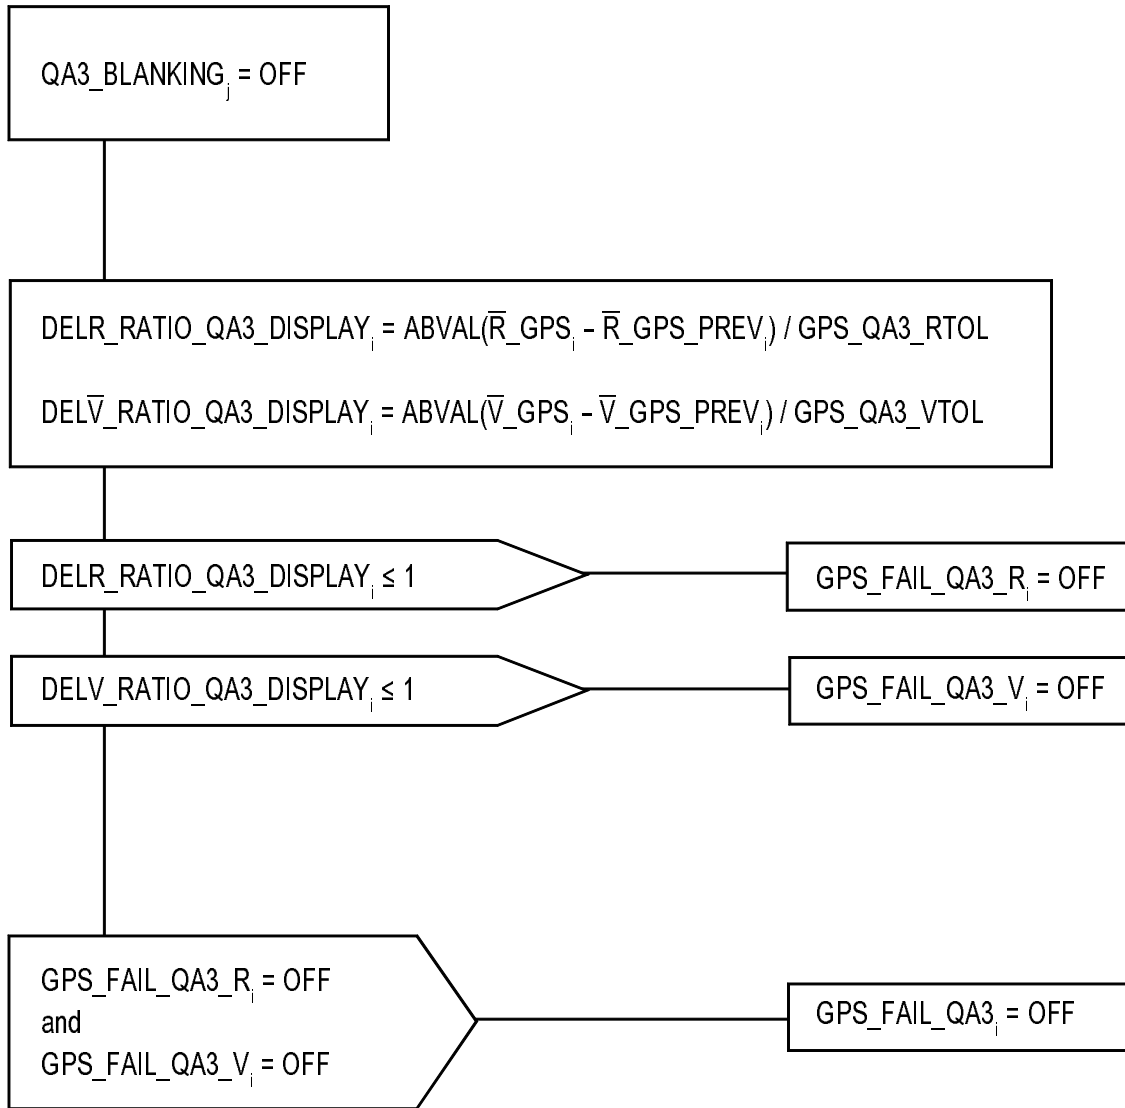 QA3_BLANKINGⱼ = OFF
DELR_RATIO_QA3_DISPLAYᵢ = ABVAL(R̅_GPSᵢ – R̅_GPS_PREVᵢ) / GPS_QA3_RTOL
DELV̅_RATIO_QA3_DISPLAYᵢ = ABVAL(V̅_GPSᵢ – V̅_GPS_PREVᵢ) / GPS_QA3_VTOL
DELR_RATIO_QA3_DISPLAYᵢ ≤ 1
GPS_FAIL_QA3_Rᵢ = OFF
DELV_RATIO_QA3_DISPLAYᵢ ≤ 1
GPS_FAIL_QA3_Vᵢ = OFF
GPS_FAIL_QA3_Rᵢ = OFF
and
GPS_FAIL_QA3_Vᵢ = OFF
GPS_FAIL_QA3ᵢ = OFF